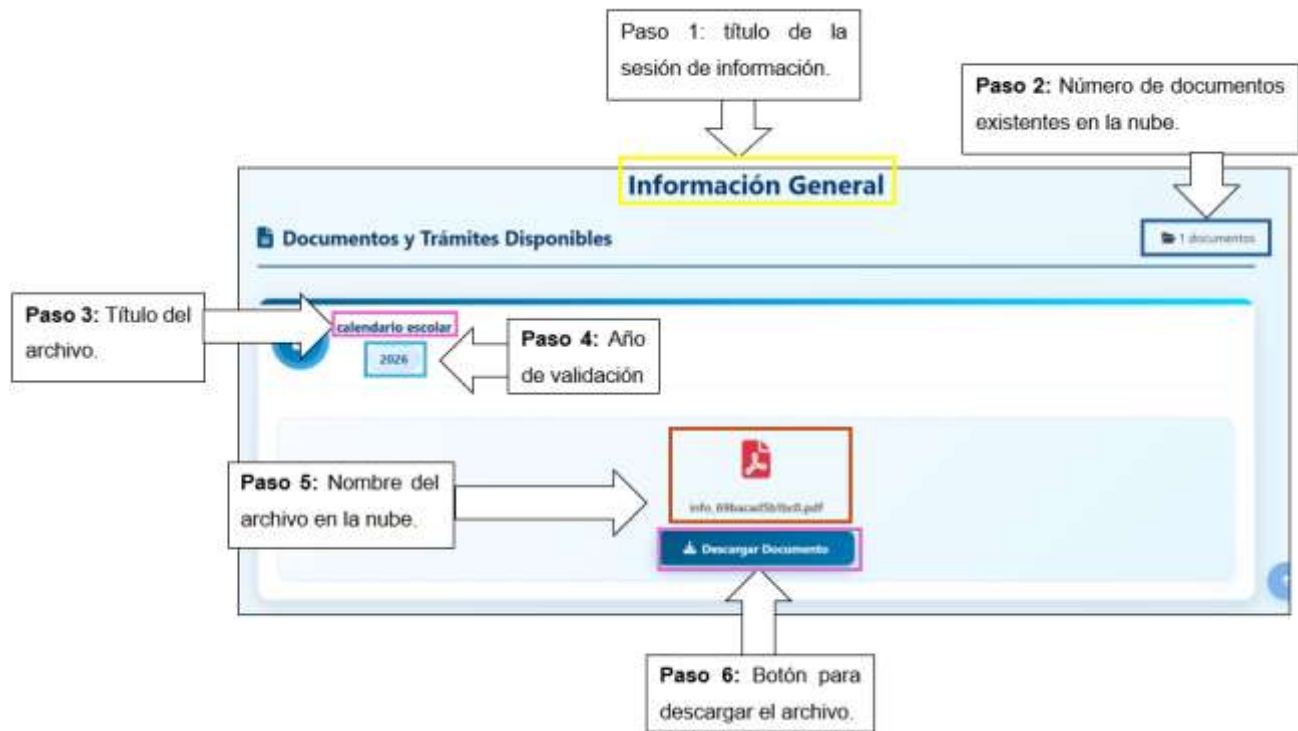 Paso 1: título de la
sesión de información.
Paso 2: Número de documentos
existentes en la nube.
Información General
Documentos y Trámites Disponibles
1 documentos
Paso 3: Título del
archivo.
calendario escolar
2026
Paso 4: Año
de validación
Paso 5: Nombre del
archivo en la nube.
Descargar Documento
Paso 6: Botón para
descargar el archivo.